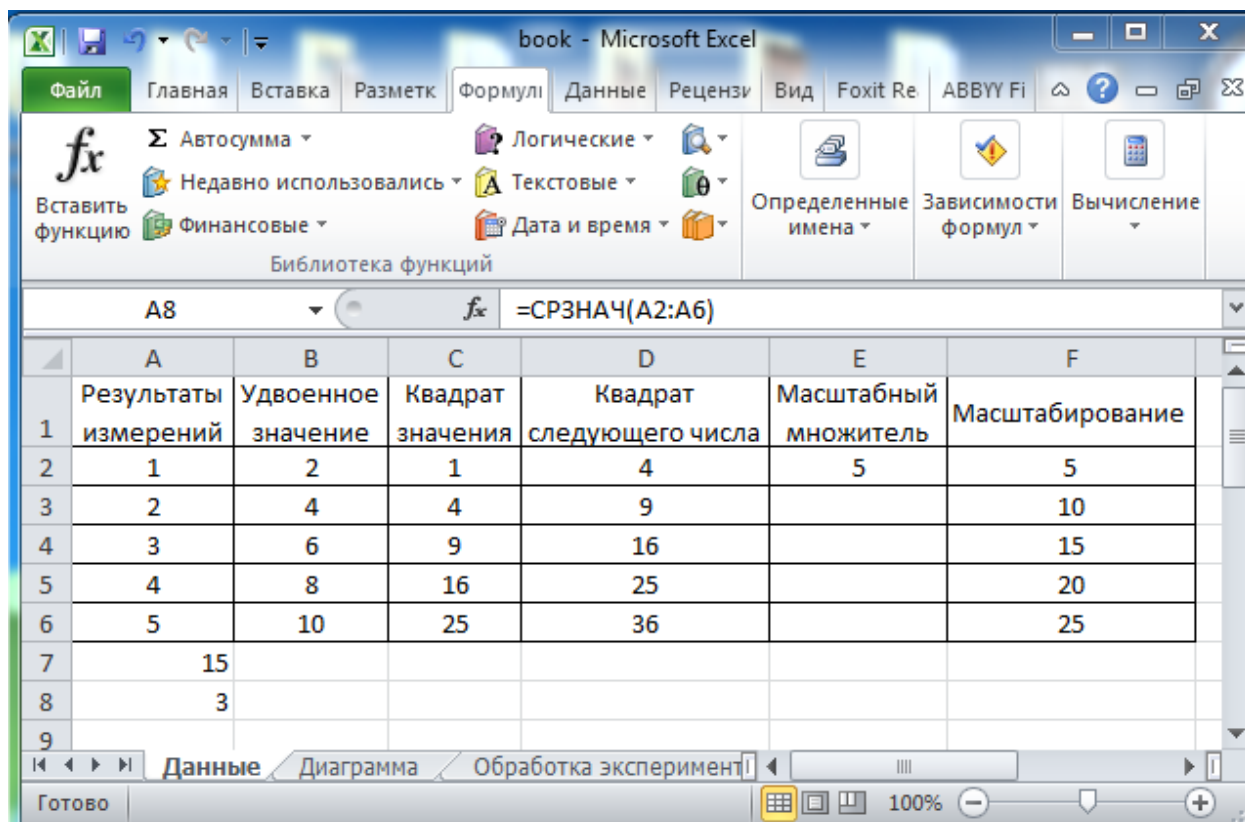 book - Microsoft Excel
Файл Главная Вставка Разметк Формулы Данные Рецензи Вид Foxit Re ABBYY Fi
fx Вставить функцию
Σ Автосумма
Недавно использовались
Финансовые
Логические
Текстовые
Дата и время
Библиотека функций
Определенные имена
Зависимости формул
Вычисление
A8 fx =СРЗНАЧ(A2:A6)
A B C D E F
1 Результаты измерений Удвоенное значение Квадрат значения Квадрат следующего числа Масштабный множитель Масштабирование
2 1 2 1 4 5 5
3 2 4 4 9 10
4 3 6 9 16 15
5 4 8 16 25 20
6 5 10 25 36 25
7 15
8 3
9
Данные Диаграмма Обработка эксперимент
Готово 100%